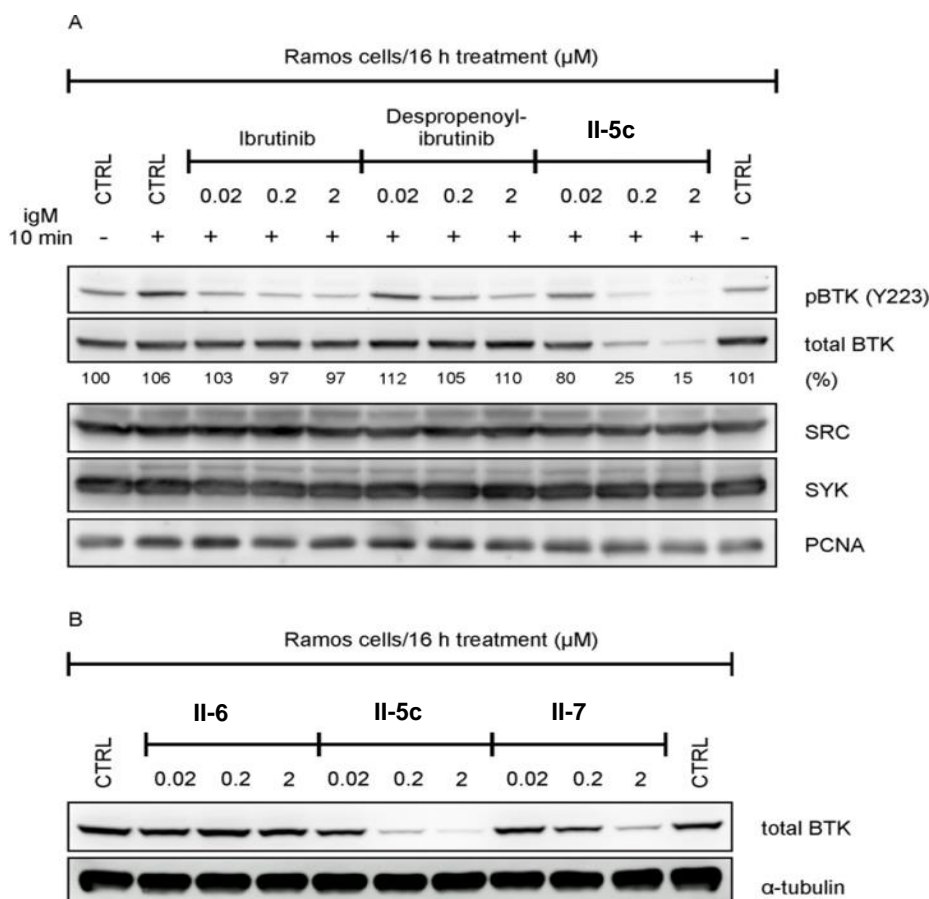 A
Ramos cells/16 h treatment (μM)
CTRL CTRL Ibrutinib Despropenoyl-ibrutinib II-5c CTRL
0.02 0.2 2 0.02 0.2 2 0.02 0.2 2
igM
10 min - + + + + + + + + + + -
pBTK (Y223)
total BTK
100 106 103 97 97 112 105 110 80 25 15 101 (%)
SRC
SYK
PCNA
B
Ramos cells/16 h treatment (μM)
CTRL II-6 II-5c II-7 CTRL
0.02 0.2 2 0.02 0.2 2 0.02 0.2 2
total BTK
α-tubulin